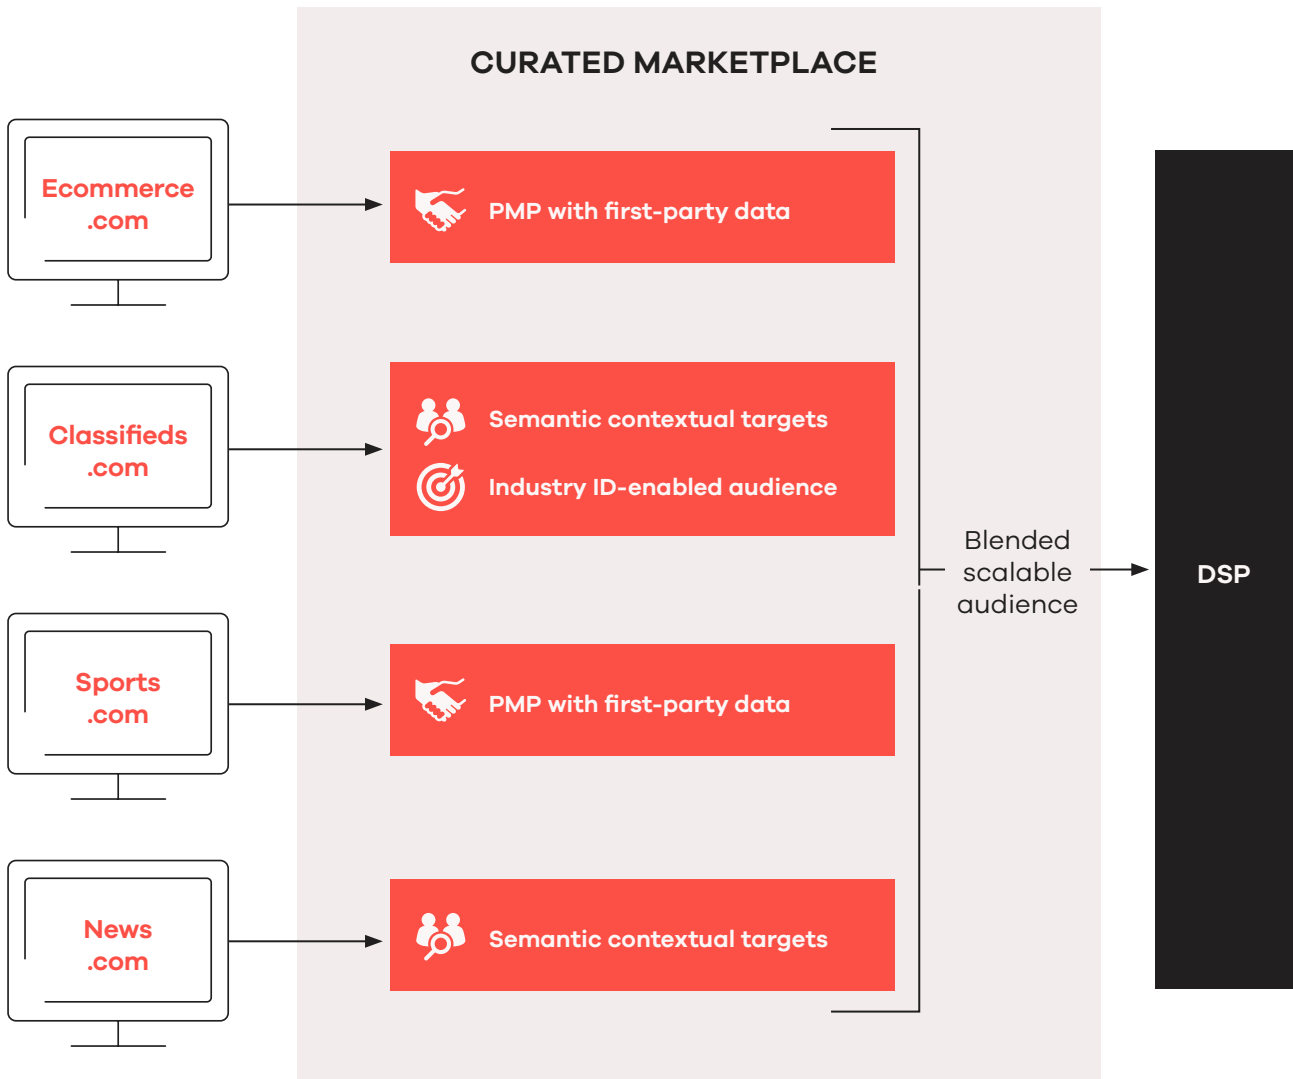 CURATED MARKETPLACE
Ecommerce
.com
PMP with first-party data
Classifieds
.com
Semantic contextual targets
Industry ID-enabled audience
Blended
scalable
audience
DSP
Sports
.com
PMP with first-party data
News
.com
Semantic contextual targets